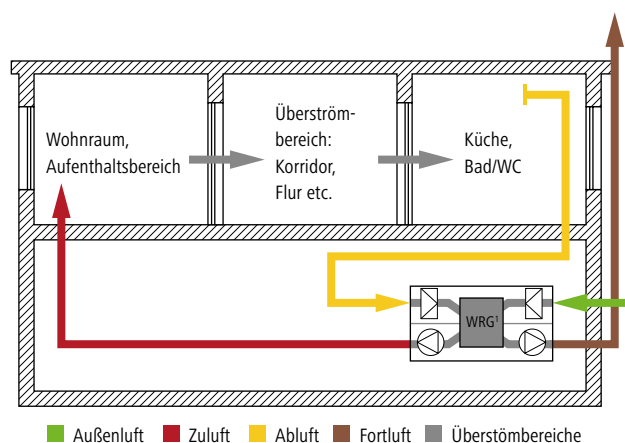 Wohnraum,
Aufenthaltsbereich
Überström-
bereich:
Korridor,
Flur etc.
Küche,
Bad/WC
WRG¹
Außenluft Zuluft Abluft Fortluft Überstömbereiche